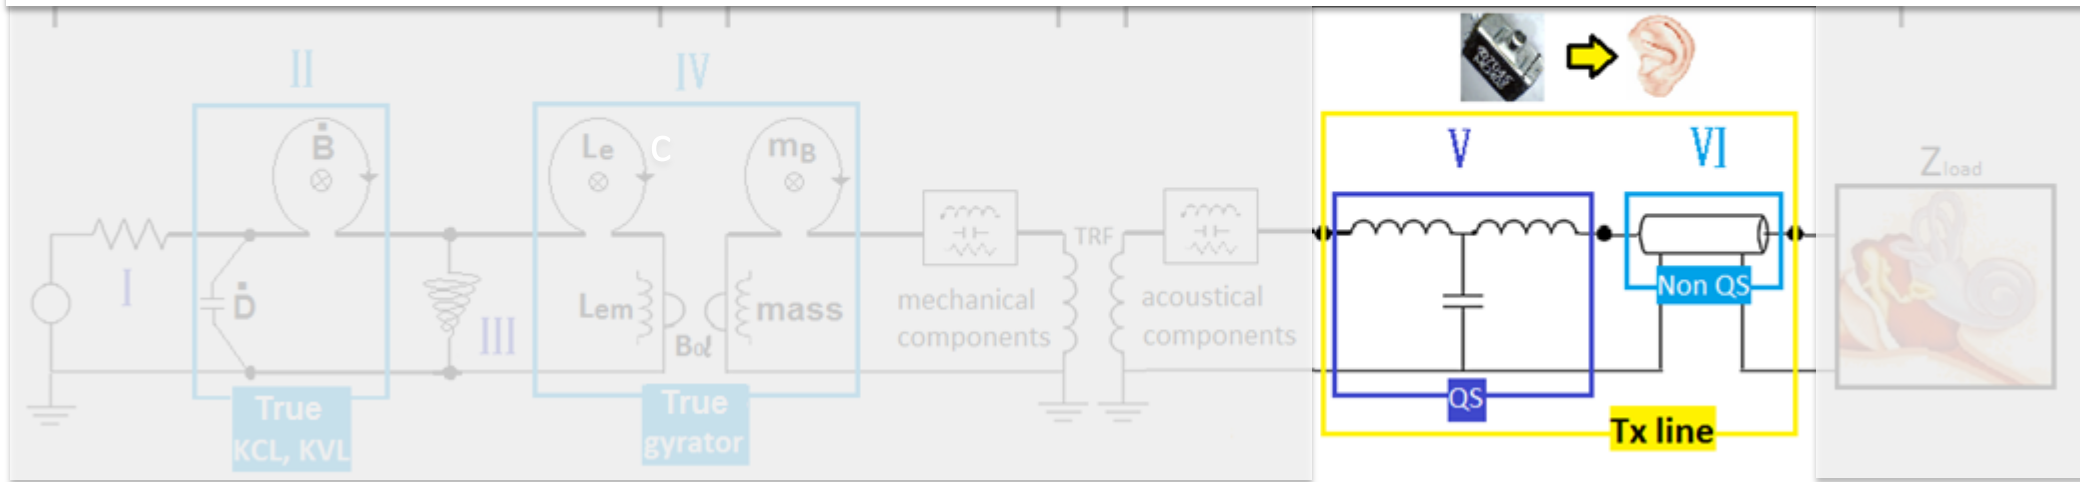 II
IV
V
VI
Ḃ
Le
C
mB
Zload
I
Ḋ
III
Lem
B₀ℓ
mass
mechanical
components
TRF
acoustical
components
Non QS
QS
True
KCL, KVL
True
gyrator
Tx line